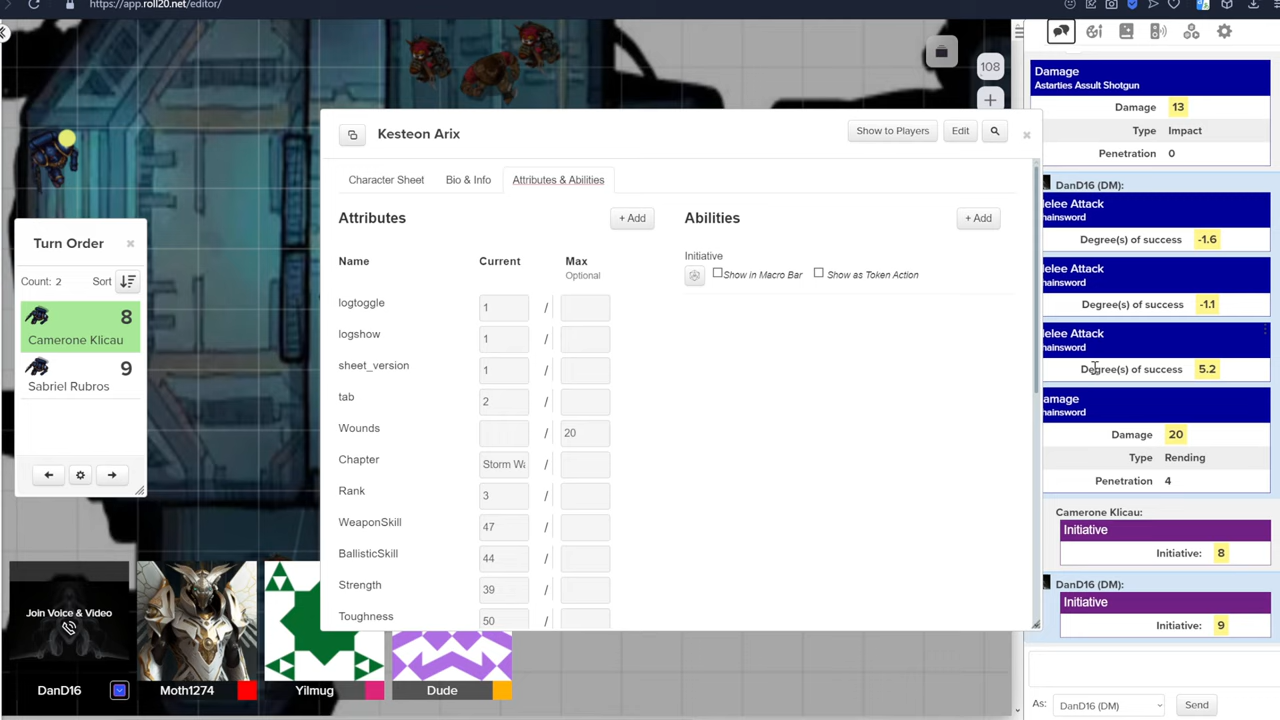 https://app.roll20.net/editor/
108
Kesteon Arix
Show to Players
Edit
Character Sheet
Bio & Info
Attributes & Abilities
Attributes
+ Add
Abilities
+ Add
Name
Current
Max
Optional
Initiative
Show in Macro Bar
Show as Token Action
logtoggle
1
/
logshow
1
/
sheet_version
1
/
tab
2
/
Wounds
/
20
Chapter
Storm Wa
/
Rank
3
/
WeaponSkill
47
/
BallisticSkill
44
/
Strength
39
/
Toughness
50
/
Turn Order
Count: 2
Sort
8
Camerone Klicau
9
Sabriel Rubros
Join Voice & Video
DanD16
Moth1274
Yilmug
Dude
Damage
Astarties Assult Shotgun
Damage 13
Type Impact
Penetration 0
DanD16 (DM):
elee Attack
hainsword
Degree(s) of success -1.6
elee Attack
hainsword
Degree(s) of success -1.1
elee Attack
hainsword
Degree(s) of success 5.2
amage
hainsword
Damage 20
Type Rending
Penetration 4
Camerone Klicau:
Initiative
Initiative: 8
DanD16 (DM):
Initiative
Initiative: 9
As:
DanD16 (DM)
Send